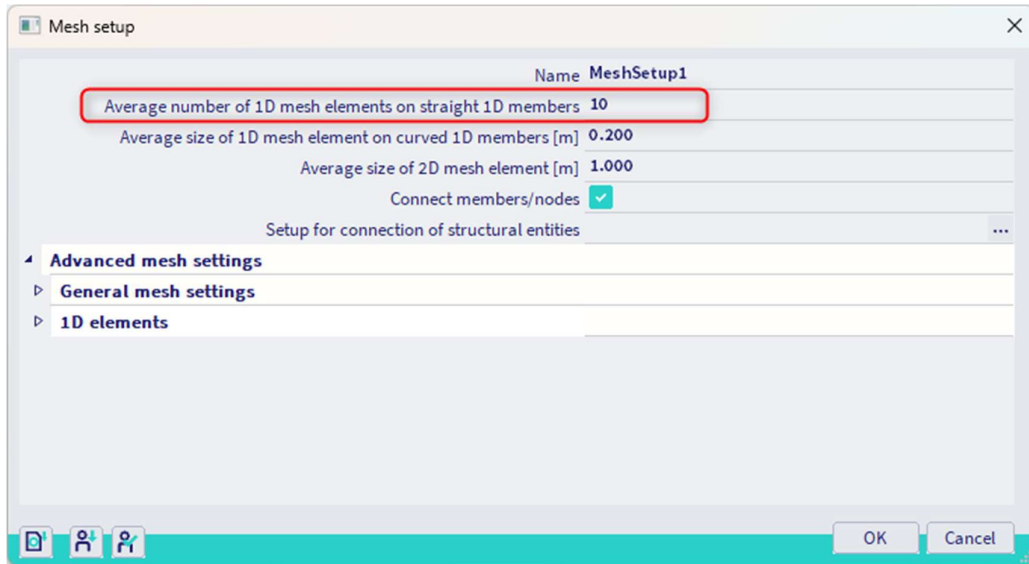 Mesh setup
Name MeshSetup1
Average number of 1D mesh elements on straight 1D members 10
Average size of 1D mesh element on curved 1D members [m] 0.200
Average size of 2D mesh element [m] 1.000
Connect members/nodes
Setup for connection of structural entities ...
Advanced mesh settings
General mesh settings
1D elements
OK Cancel